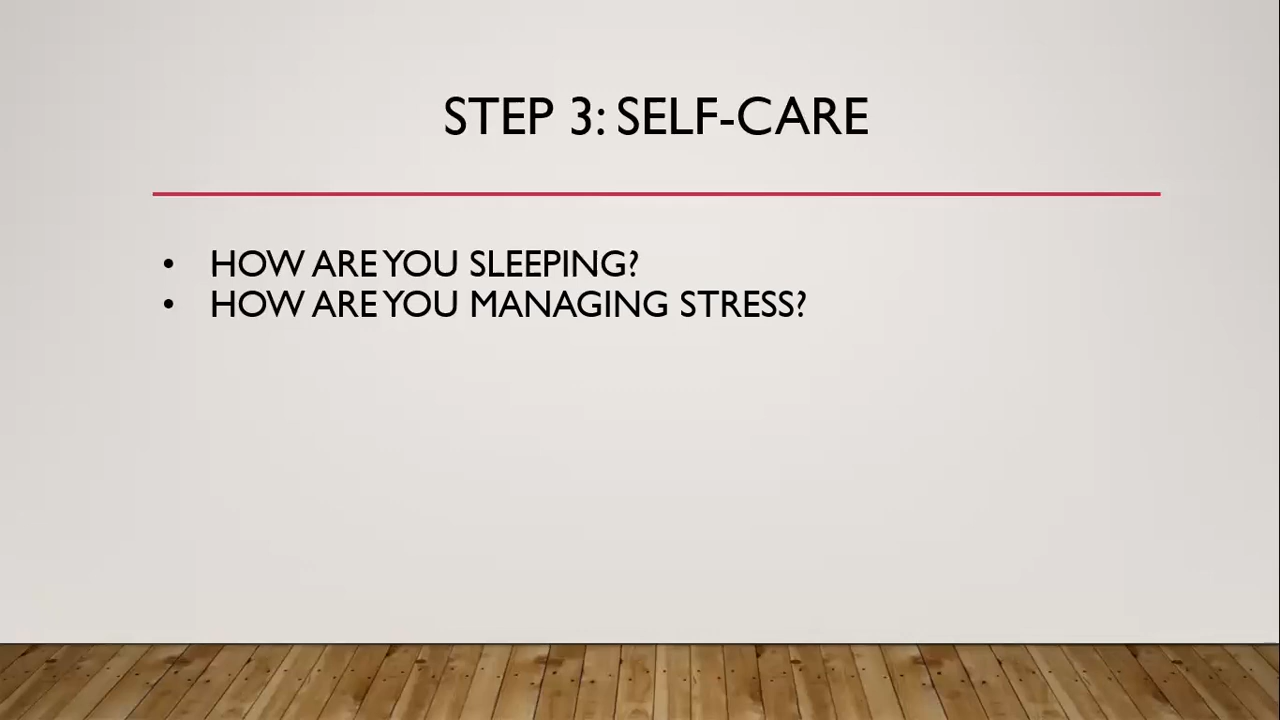 STEP 3: SELF-CARE
• HOW ARE YOU SLEEPING?
• HOW ARE YOU MANAGING STRESS?